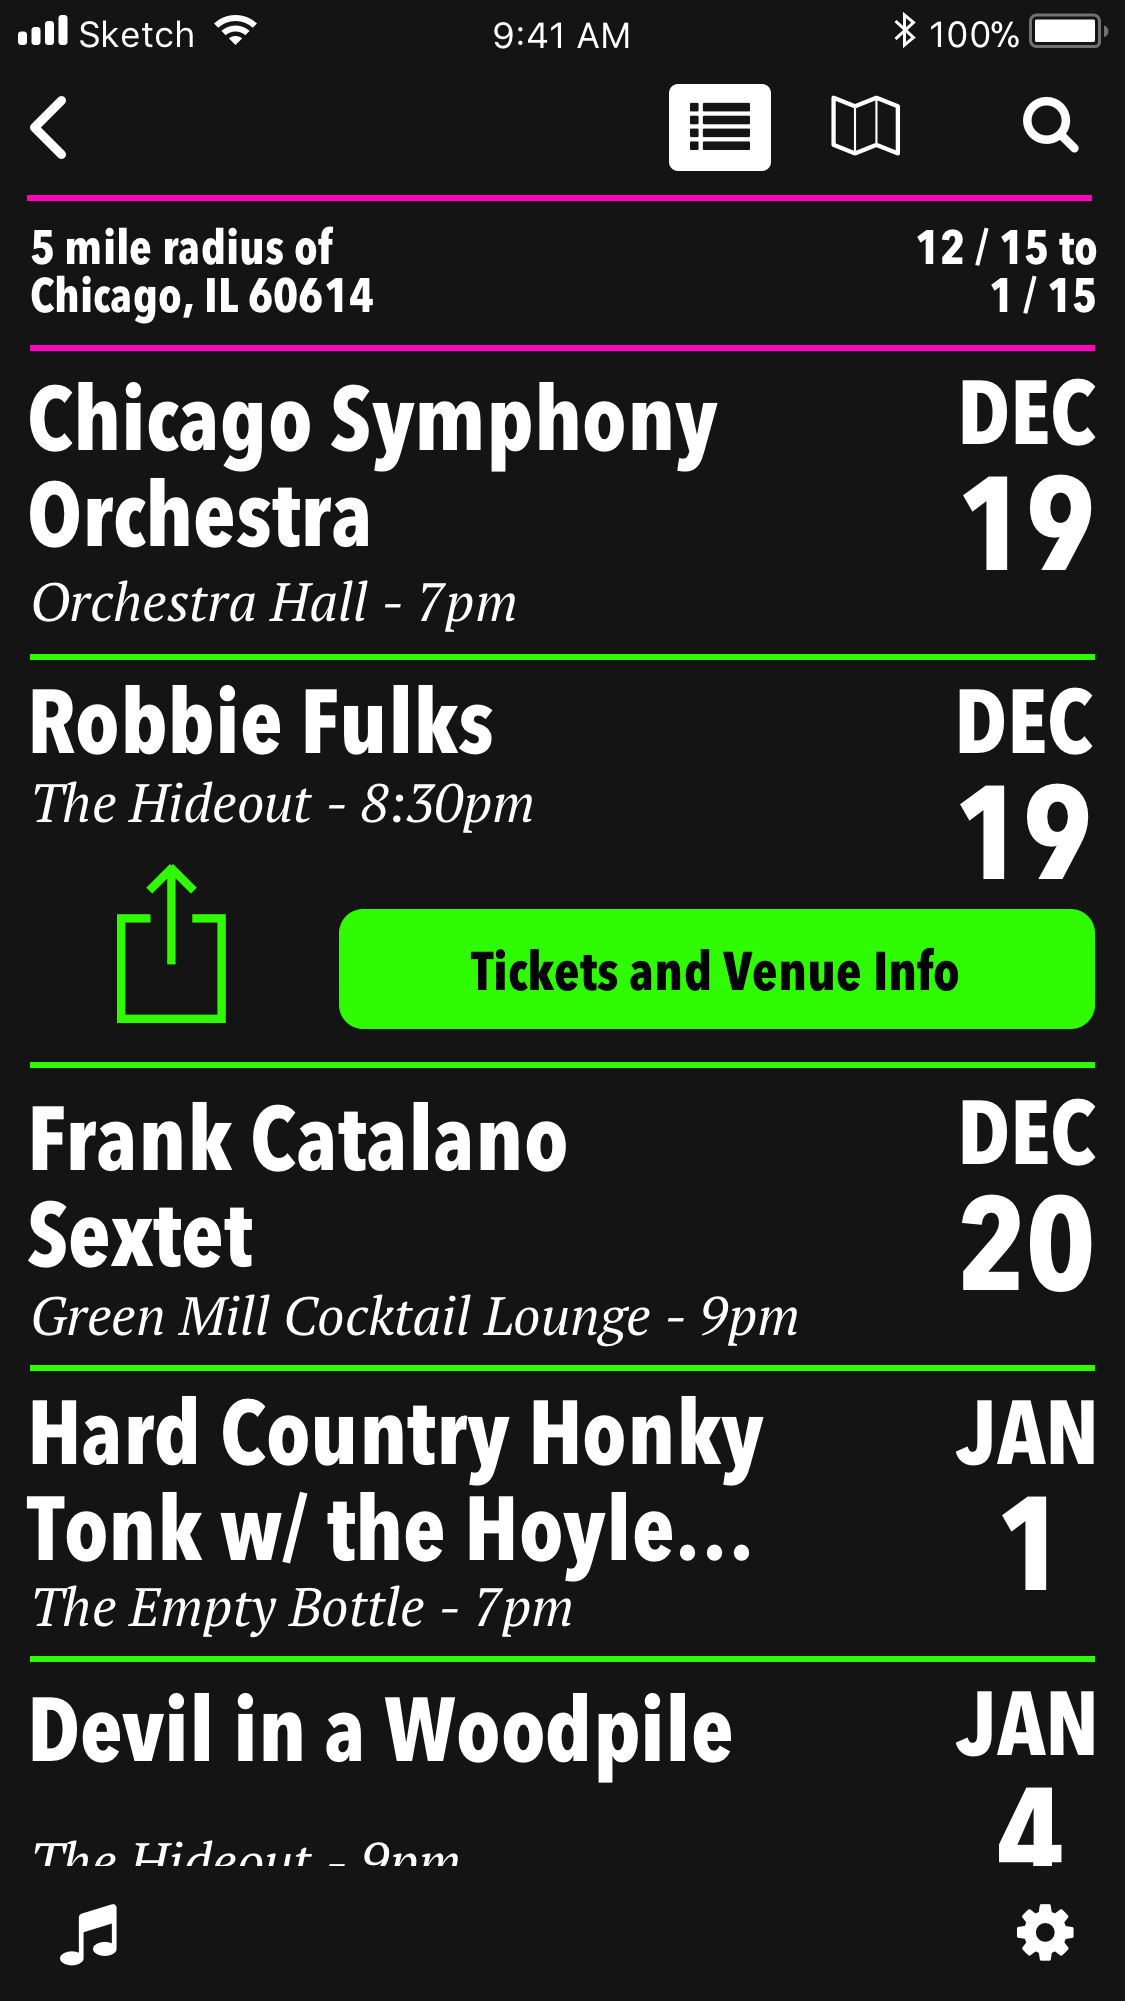 Sketch 9:41 AM 100%
5 mile radius of 12 / 15 to
Chicago, IL 60614 1 / 15
Chicago Symphony DEC
Orchestra 19
Orchestra Hall - 7pm
Robbie Fulks DEC
The Hideout - 8:30pm 19
Tickets and Venue Info
Frank Catalano DEC
Sextet 20
Green Mill Cocktail Lounge - 9pm
Hard Country Honky JAN
Tonk w/ the Hoyle... 1
The Empty Bottle - 7pm
Devil in a Woodpile JAN
The Hideout - 9pm 4